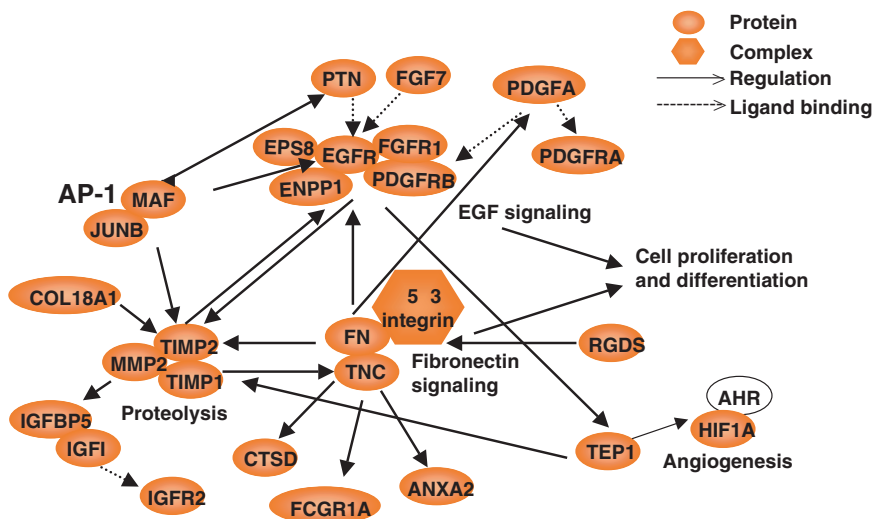 Protein
Complex
Regulation
Ligand binding
PTN
FGF7
PDGFA
EPS8
EGFR
FGFR1
PDGFRA
ENPP1
PDGFRB
AP-1
MAF
JUNB
EGF signaling
Cell proliferation
and differentiation
COL18A1
5 3
integrin
FN
TIMP2
MMP2
TIMP1
TNC
Fibronectin
signaling
RGDS
Proteolysis
IGFBP5
IGFI
IGFR2
CTSD
FCGR1A
ANXA2
TEP1
AHR
HIF1A
Angiogenesis